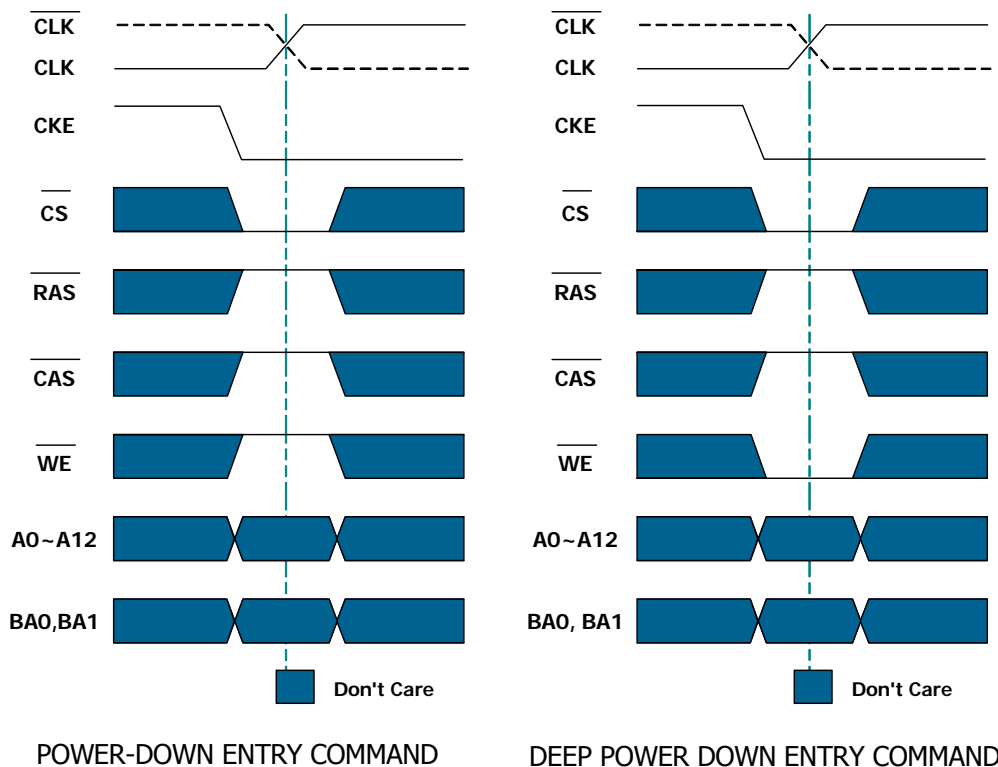 CLK
CLK
CKE
CS
RAS
CAS
WE
A0~A12
BA0,BA1
Don't Care
POWER-DOWN ENTRY COMMAND
CLK
CLK
CKE
CS
RAS
CAS
WE
A0~A12
BA0, BA1
Don't Care
DEEP POWER DOWN ENTRY COMMAND